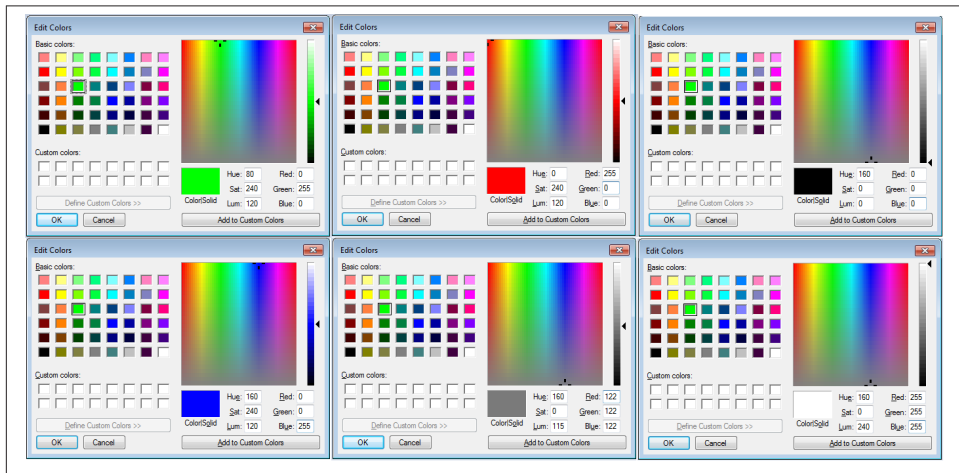 Edit Colors
Basic colors:
Custom colors:
Hue: 80 Red: 0
Sat: 240 Green: 255
Color|Solid Lum: 120 Blue: 0
Define Custom Colors >>
OK Cancel Add to Custom Colors
Edit Colors
Basic colors:
Custom colors:
Hue: 0 Red: 255
Sat: 240 Green: 0
Color|Solid Lum: 120 Blue: 0
Define Custom Colors >>
OK Cancel Add to Custom Colors
Edit Colors
Basic colors:
Custom colors:
Hue: 160 Red: 0
Sat: 0 Green: 0
Color|Solid Lum: 0 Blue: 0
Define Custom Colors >>
OK Cancel Add to Custom Colors
Edit Colors
Basic colors:
Custom colors:
Hue: 160 Red: 0
Sat: 240 Green: 0
Color|Solid Lum: 120 Blue: 255
Define Custom Colors >>
OK Cancel Add to Custom Colors
Edit Colors
Basic colors:
Custom colors:
Hue: 160 Red: 122
Sat: 0 Green: 122
Color|Solid Lum: 115 Blue: 122
Define Custom Colors >>
OK Cancel Add to Custom Colors
Edit Colors
Basic colors:
Custom colors:
Hue: 160 Red: 255
Sat: 0 Green: 255
Color|Solid Lum: 240 Blue: 255
Define Custom Colors >>
OK Cancel Add to Custom Colors